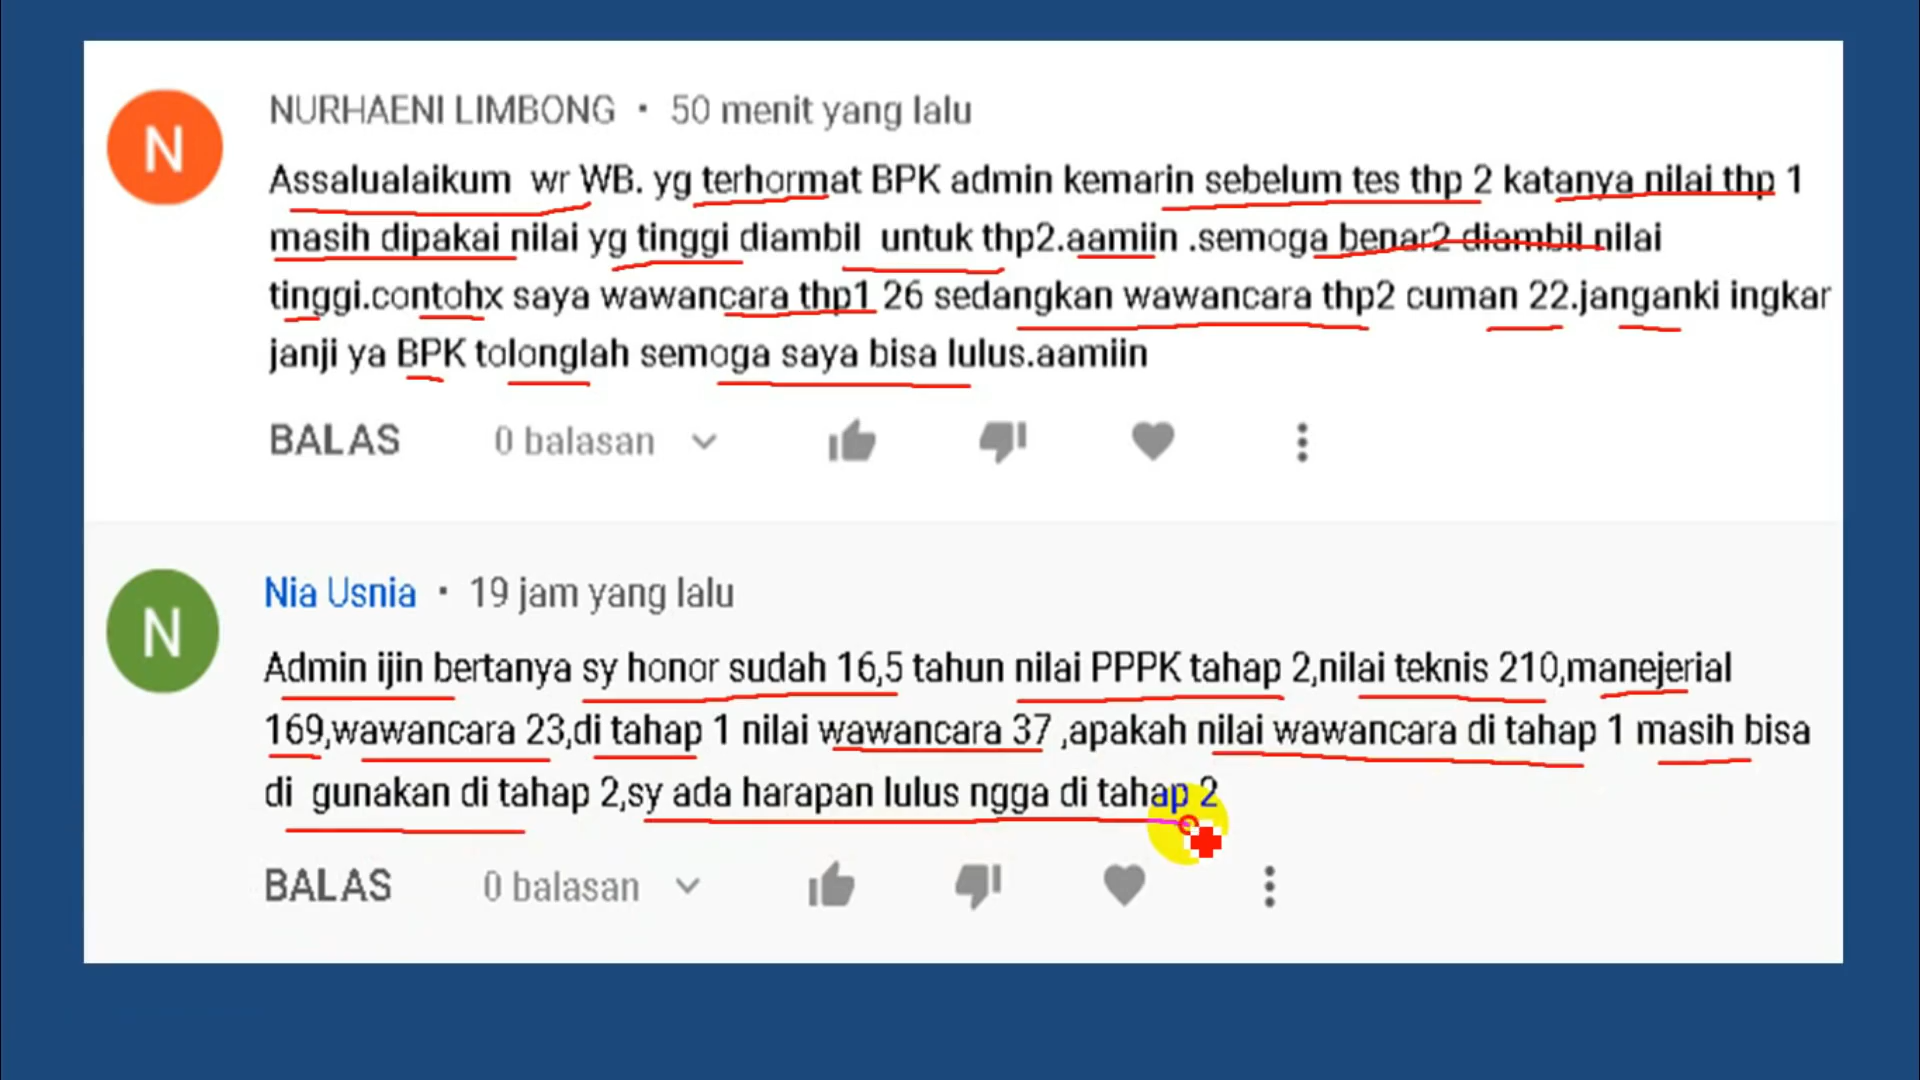 N
NURHAENI LIMBONG • 50 menit yang lalu
Assalualaikum wr WB. yg terhormat BPK admin kemarin sebelum tes thp 2 katanya nilai thp 1
masih dipakai nilai yg tinggi diambil untuk thp2.aamiin .semoga benar2 diambil nilai
tinggi.contohx saya wawancara thp1 26 sedangkan wawancara thp2 cuman 22.janganki ingkar
janji ya BPK tolonglah semoga saya bisa lulus.aamiin
BALAS 0 balasan
N
Nia Usnia • 19 jam yang lalu
Admin ijin bertanya sy honor sudah 16,5 tahun nilai PPPK tahap 2,nilai teknis 210,manejerial
169,wawancara 23,di tahap 1 nilai wawancara 37 ,apakah nilai wawancara di tahap 1 masih bisa
di gunakan di tahap 2,sy ada harapan lulus ngga di tahap 2
BALAS 0 balasan